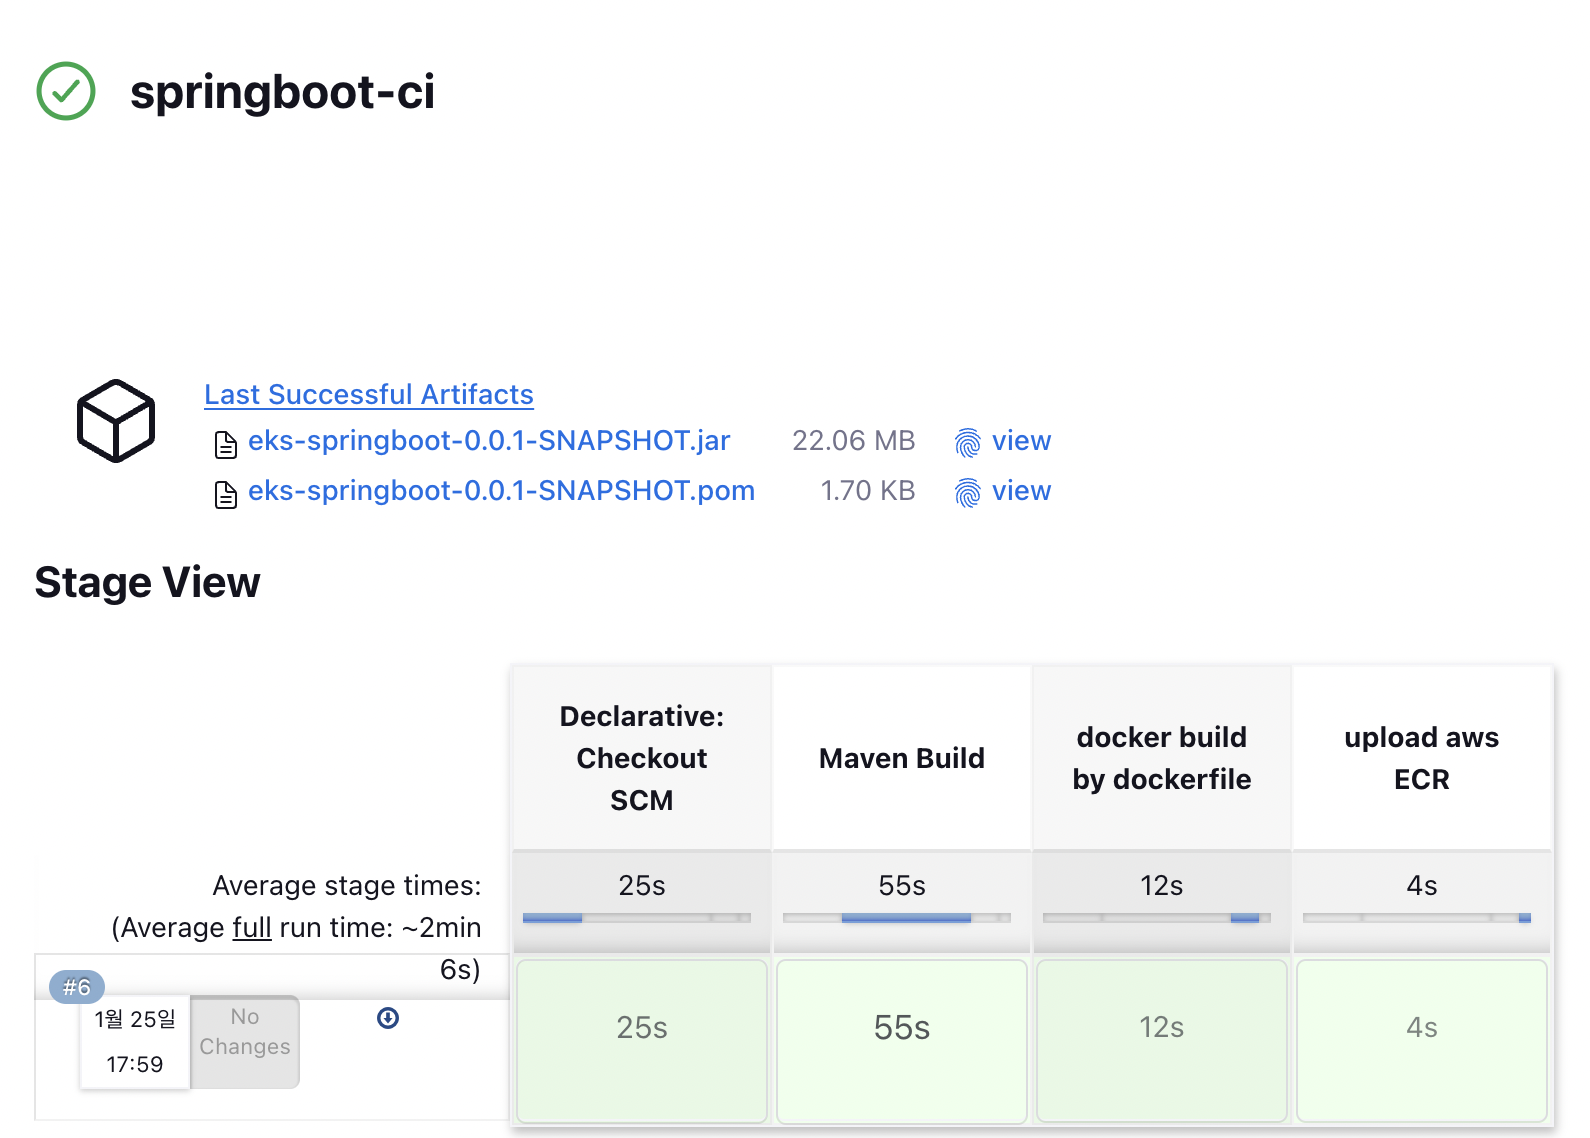 springboot-ci
Last Successful Artifacts
eks-springboot-0.0.1-SNAPSHOT.jar 22.06 MB view
eks-springboot-0.0.1-SNAPSHOT.pom 1.70 KB view
Stage View
Declarative:
Checkout
SCM
Maven Build
docker build
by dockerfile
upload aws
ECR
Average stage times:
(Average full run time: ~2min
6s)
25s
55s
12s
4s
#6
1월 25일
17:59
No
Changes
25s
55s
12s
4s